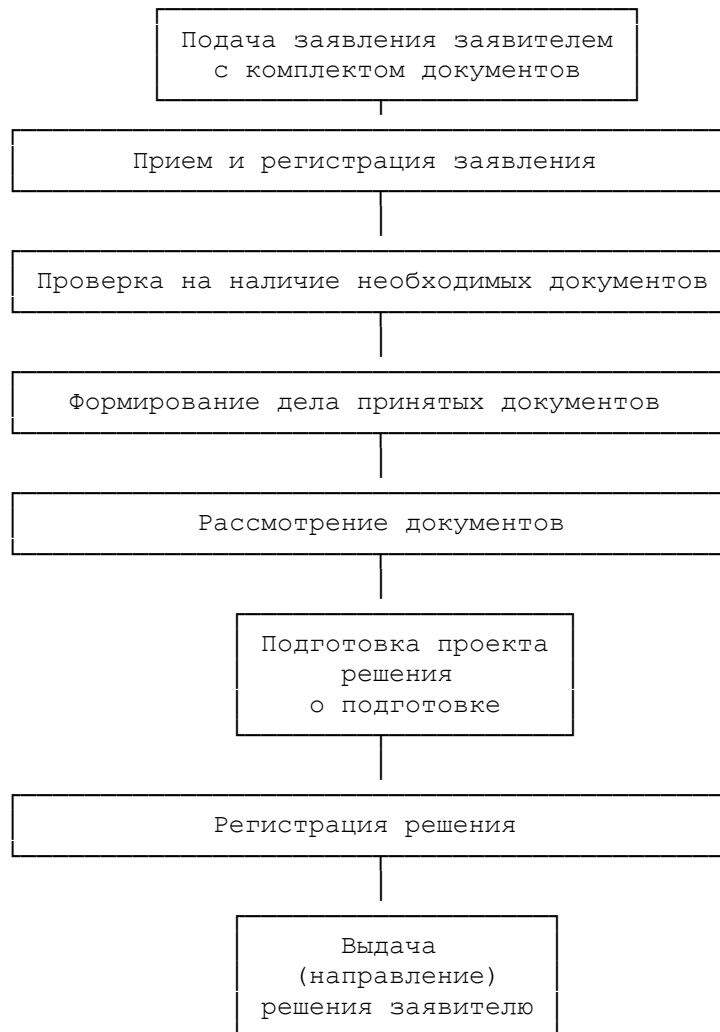 Подача заявления заявителем
с комплектом документов
Прием и регистрация заявления
Проверка на наличие необходимых документов
Формирование дела принятых документов
Рассмотрение документов
Подготовка проекта
решения
о подготовке
Регистрация решения
Выдача
(направление)
решения заявителю